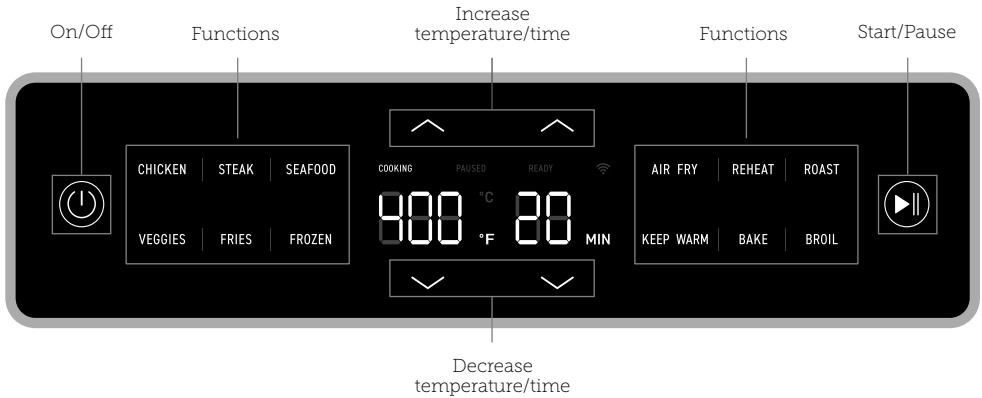 Increase
temperature/time
On/Off
Functions
Functions
Start/Pause
CHICKEN STEAK SEAFOOD
COOKING PAUSED READY
AIR FRY REHEAT ROAST
400 °C °F 20 MIN
VEGGIES FRIES FROZEN
KEEP WARM BAKE BROIL
Decrease
temperature/time